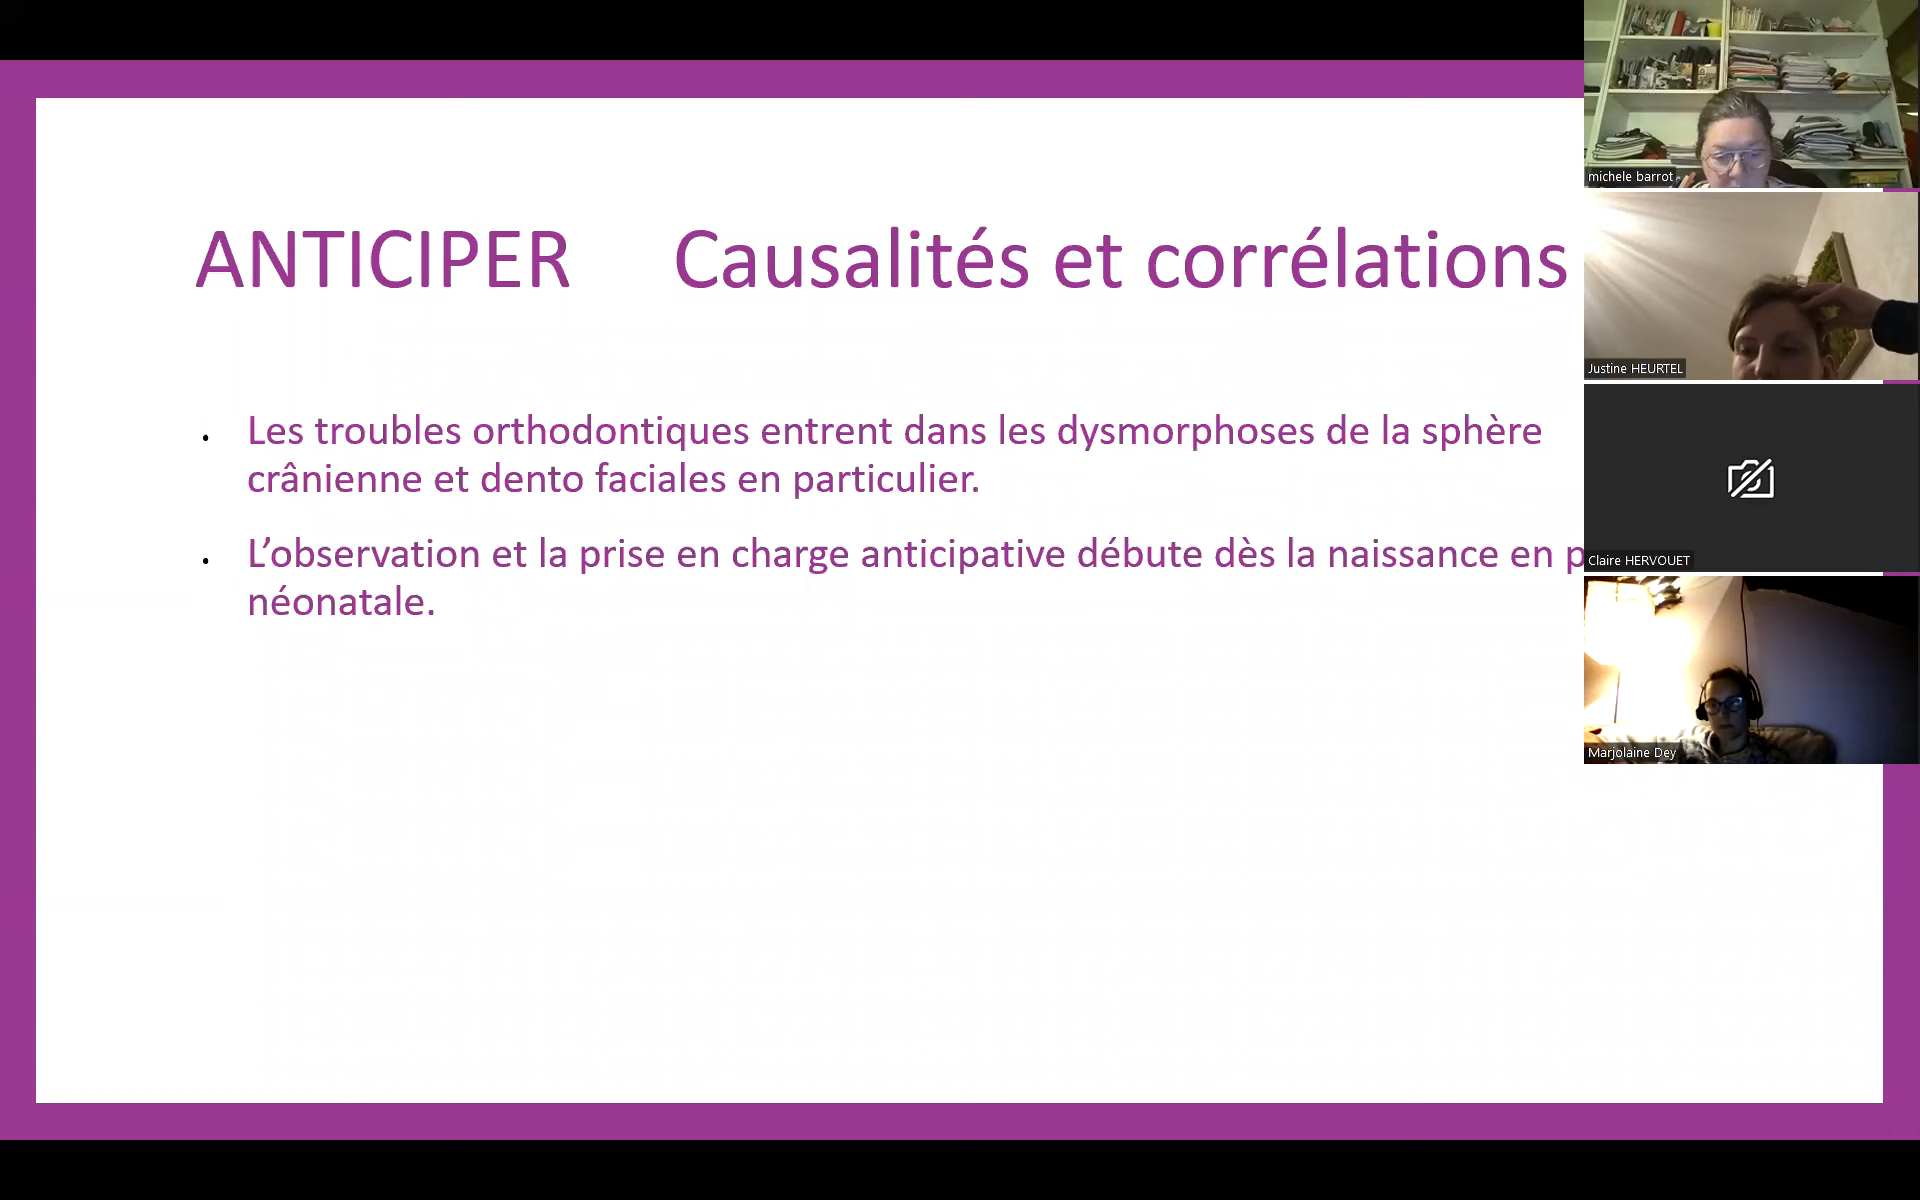 ANTICIPER Causalités et corrélations
Les troubles orthodontiques entrent dans les dysmorphoses de la sphère
crânienne et dento faciales en particulier.
L’observation et la prise en charge anticipative débute dès la naissance en
néonatale.
michele barrot
Justine HEURTEL
Claire HERVOUET
Marjolaine Dey